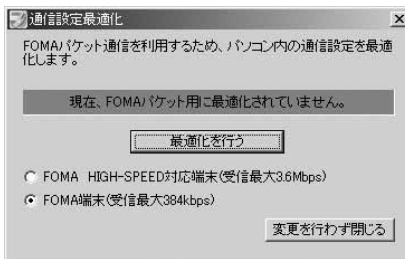 通信設定最適化
FOMAパケット通信を利用するため、パソコン内の通信設定を最適
化します。
現在、FOMAパケット用に最適化されていません。
最適化を行う
FOMA HIGH-SPEED対応端末(受信最大3.6Mbps)
FOMA端末(受信最大384kbps)
変更を行わず閉じる